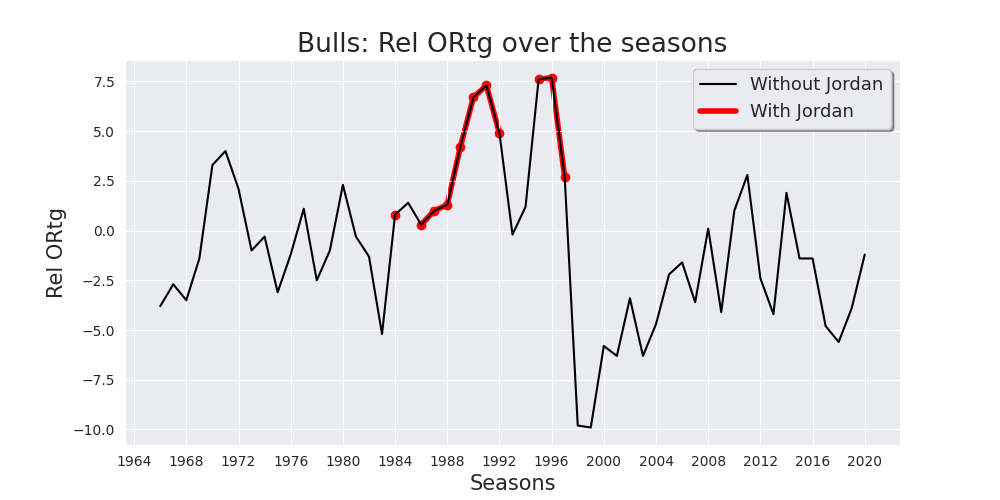 Bulls: Rel ORtg over the seasons
Without Jordan
With Jordan
Rel ORtg
7.5
5.0
2.5
0.0
−2.5
−5.0
−7.5
−10.0
1964 1968 1972 1976 1980 1984 1988 1992 1996 2000 2004 2008 2012 2016 2020
Seasons